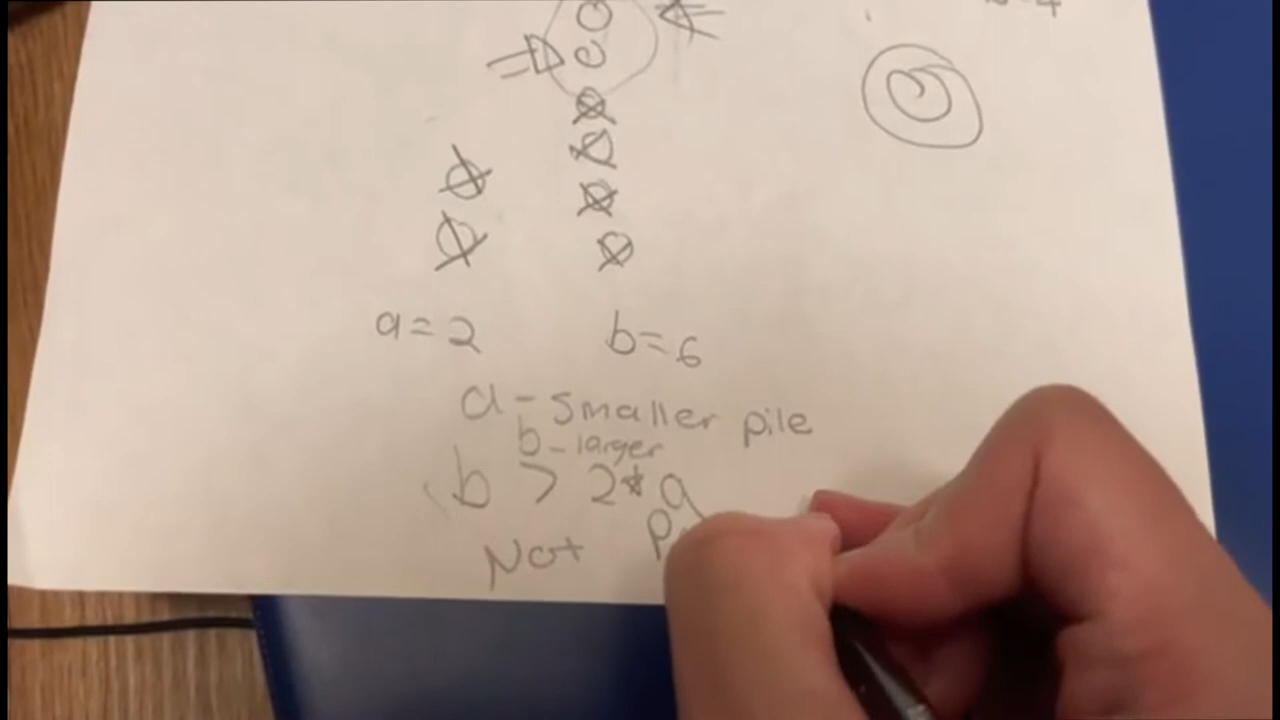 a=2 b=6
a - smaller pile
b - larger
b > 2* a
Not